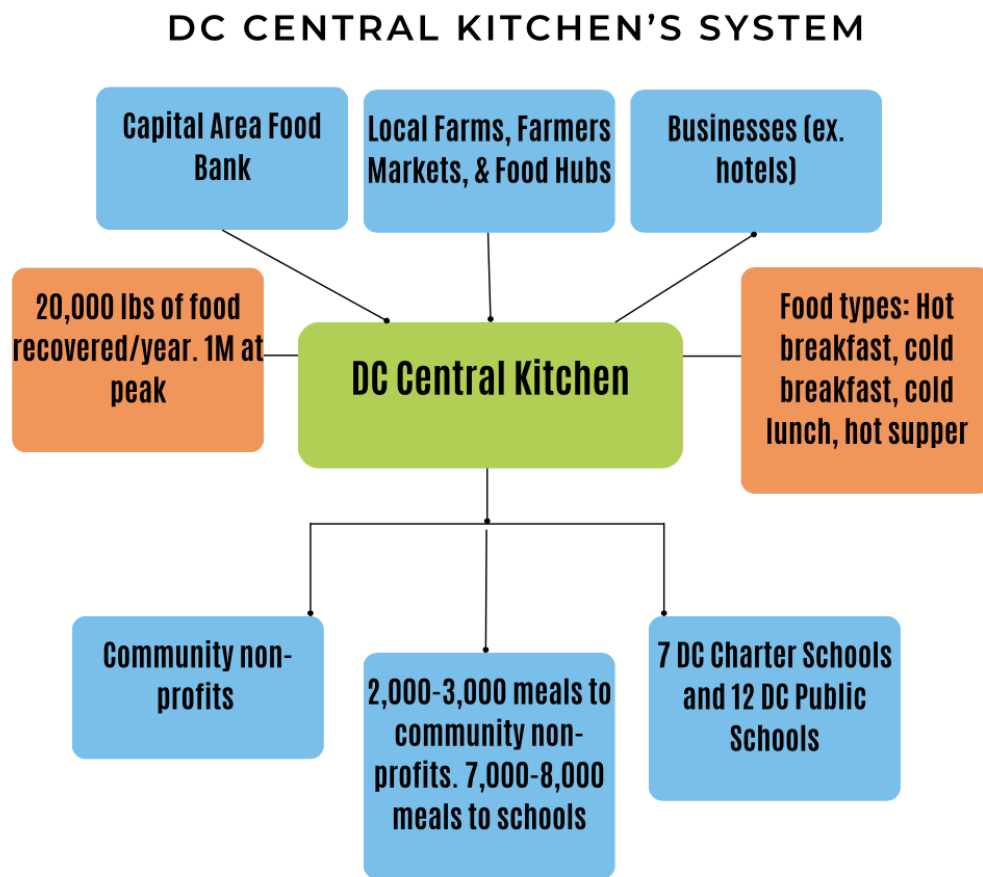 DC CENTRAL KITCHEN'S SYSTEM
Capital Area Food
Bank
Local Farms, Farmers
Markets, & Food Hubs
Businesses (ex.
hotels)
20,000 lbs of food
recovered/year. 1M at
peak
DC Central Kitchen
Food types: Hot
breakfast, cold
breakfast, cold
lunch, hot supper
Community non-
profits
2,000-3,000 meals to
community non-
profits. 7,000-8,000
meals to schools
7 DC Charter Schools
and 12 DC Public
Schools